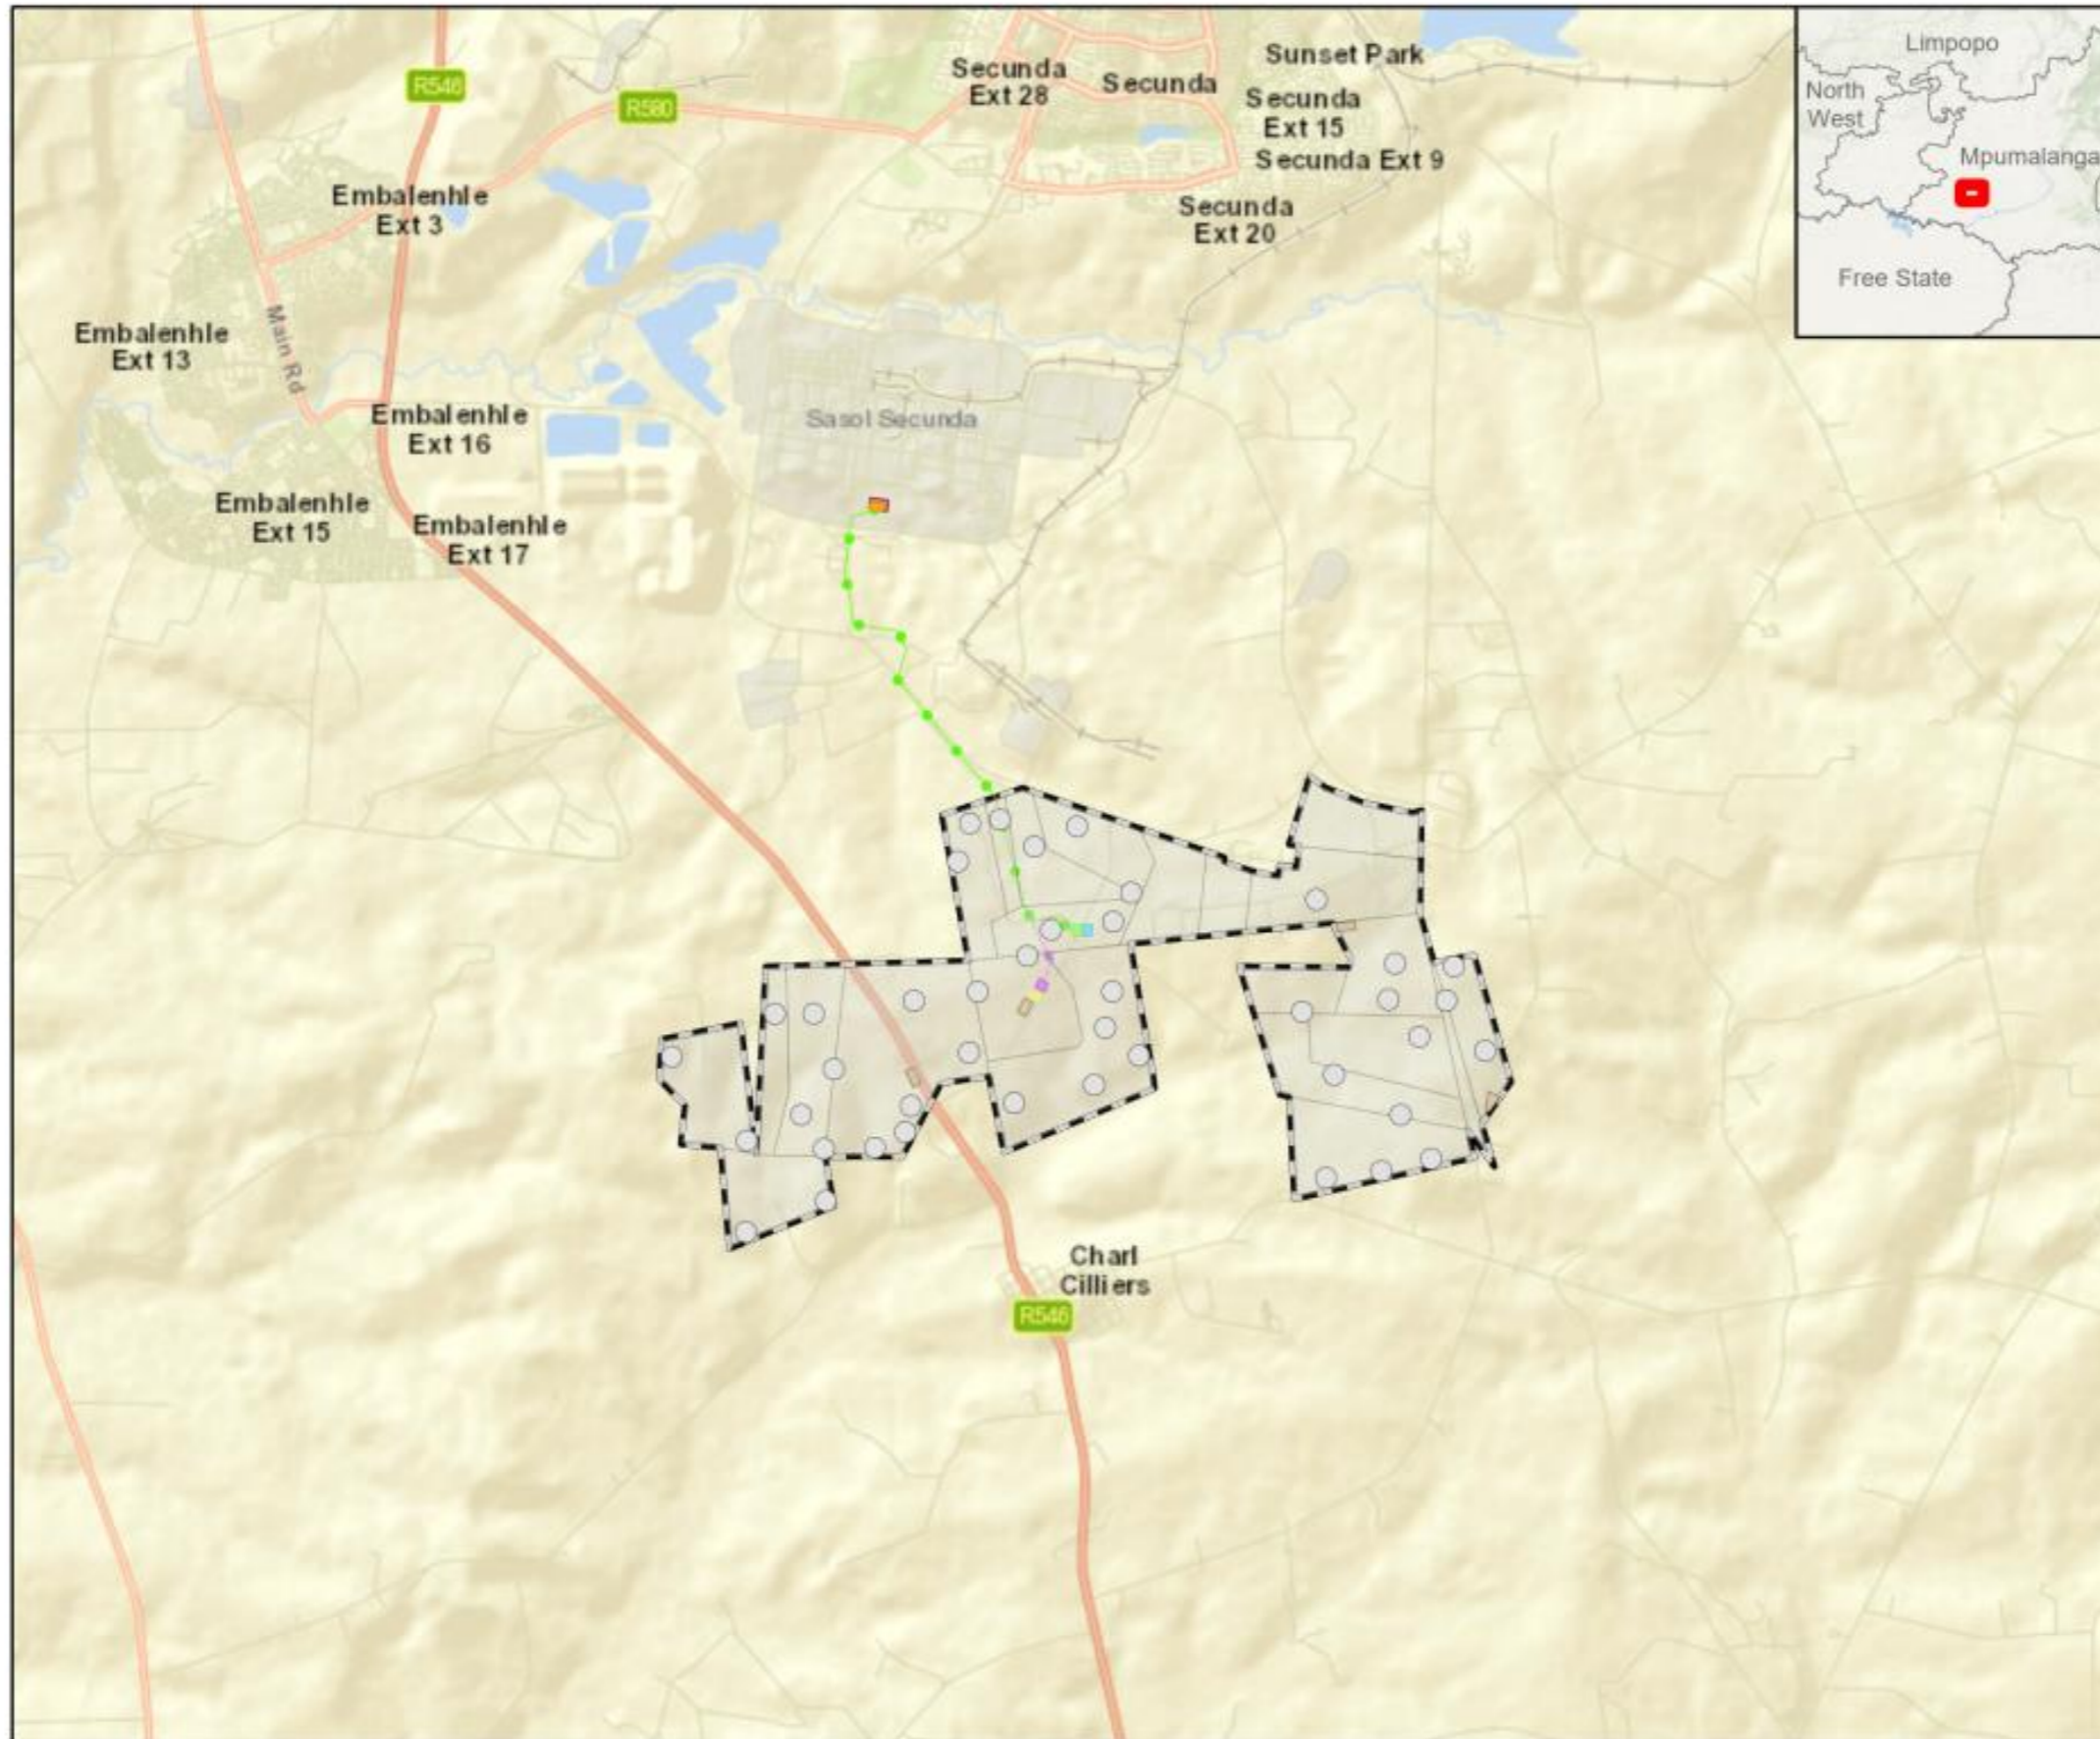 Limpopo
North
West
Mpumalanga
Free State
R546
R580
Secunda
Ext 28
Secunda
Sunset Park
Secunda
Ext 15
Secunda Ext 9
Secunda
Ext 20
Embalenhle
Ext 3
Main Rd
Embalenhle
Ext 13
Embalenhle
Ext 16
Sasol Secunda
Embalenhle
Ext 15
Embalenhle
Ext 17
Charl
Cilliers
R546